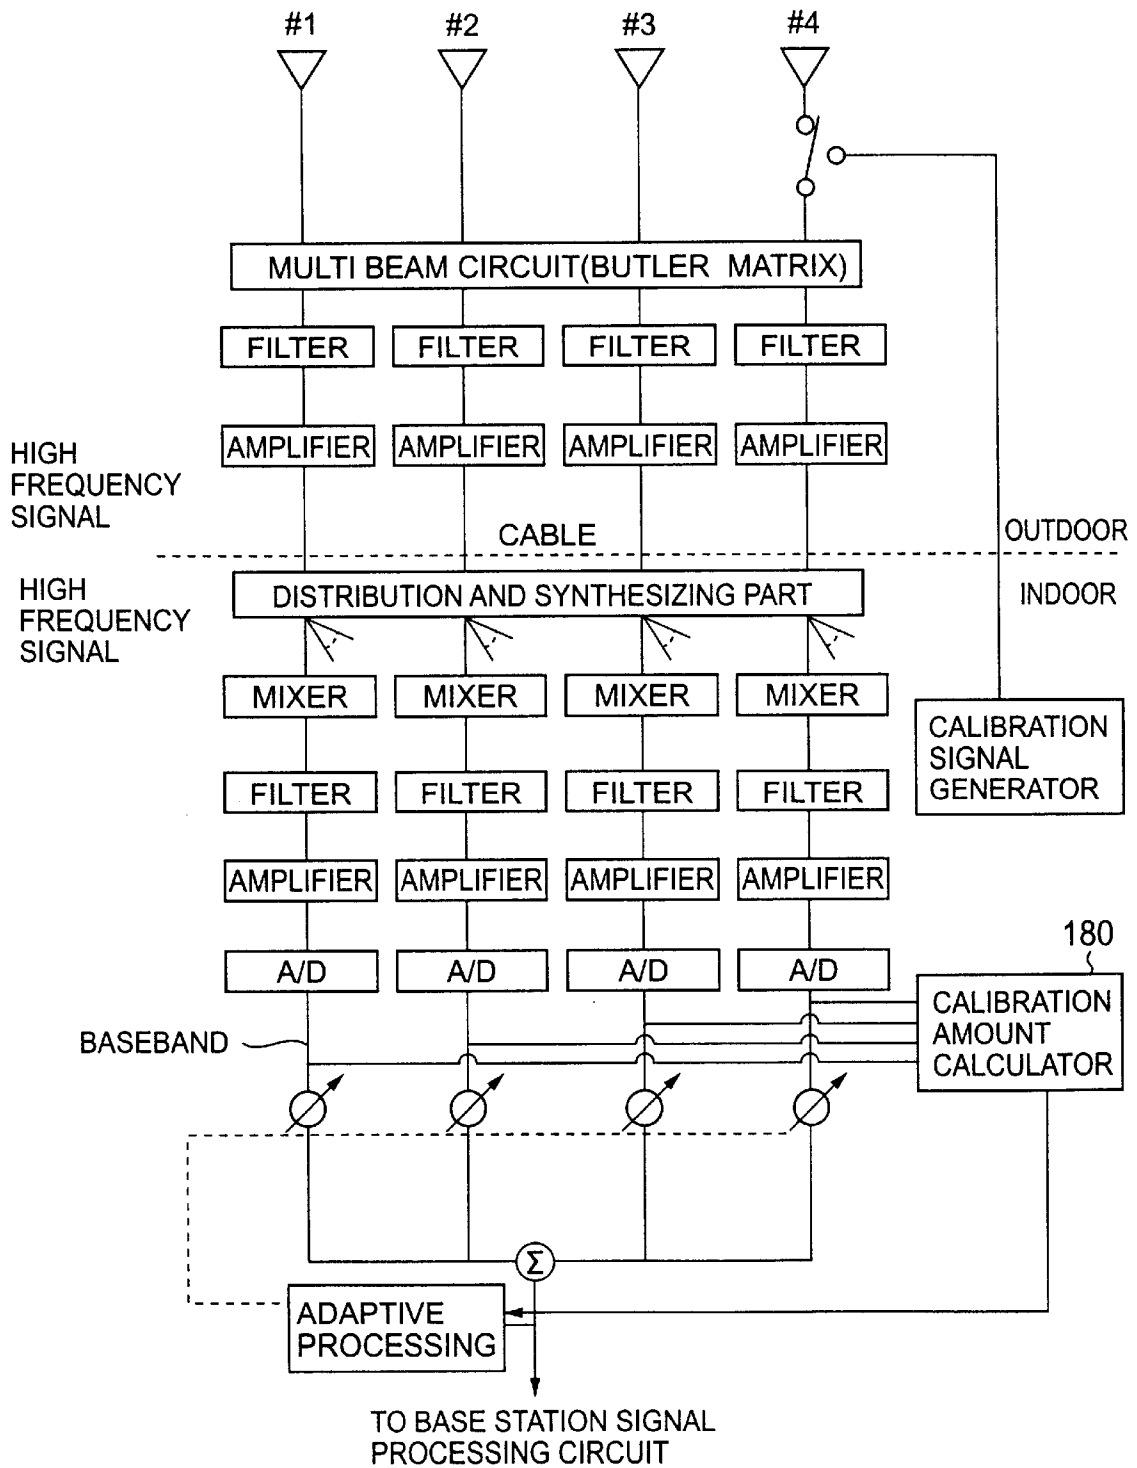 #1 #2 #3 #4
MULTI BEAM CIRCUIT(BUTLER MATRIX)
FILTER FILTER FILTER FILTER
AMPLIFIER AMPLIFIER AMPLIFIER AMPLIFIER
HIGH
FREQUENCY
SIGNAL
CABLE
OUTDOOR
DISTRIBUTION AND SYNTHESIZING PART
HIGH
FREQUENCY
SIGNAL
INDOOR
MIXER MIXER MIXER MIXER
CALIBRATION
SIGNAL
GENERATOR
FILTER FILTER FILTER FILTER
AMPLIFIER AMPLIFIER AMPLIFIER AMPLIFIER
180
A/D A/D A/D A/D
CALIBRATION
AMOUNT
CALCULATOR
BASEBAND
Σ
ADAPTIVE
PROCESSING
TO BASE STATION SIGNAL
PROCESSING CIRCUIT